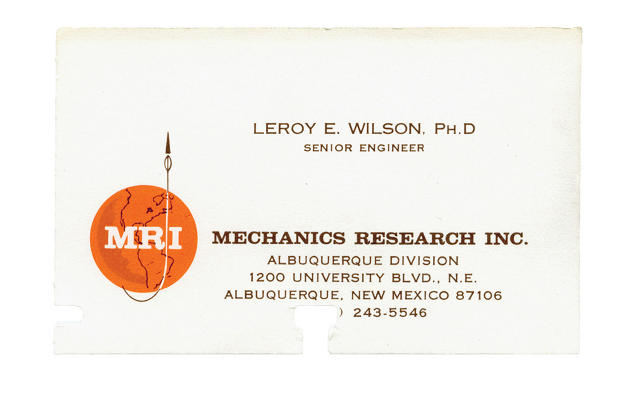 LEROY E. WILSON, PH.D
SENIOR ENGINEER
MRI
MECHANICS RESEARCH INC.
ALBUQUERQUE DIVISION
1200 UNIVERSITY BLVD., N.E.
ALBUQUERQUE, NEW MEXICO 87106
) 243-5546